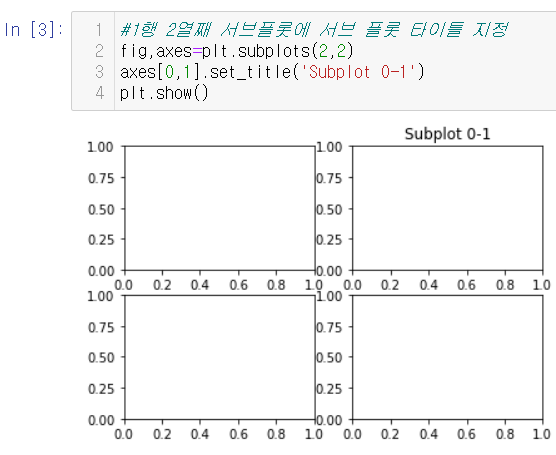 In [3]:
1 #1행 2열째 서브플롯에 서브 플롯 타이틀 지정
2 fig,axes=plt.subplots(2,2)
3 axes[0,1].set_title('Subplot 0-1')
4 plt.show()
Subplot 0-1
1.00 1.00
0.75 0.75
0.50 0.50
0.25 0.25
0.00 0.00
0.0 0.2 0.4 0.6 0.8 1.0 0.0 0.2 0.4 0.6 0.8 1.0
1.00 1.00
0.75 0.75
0.50 0.50
0.25 0.25
0.00 0.00
0.0 0.2 0.4 0.6 0.8 1.0 0.0 0.2 0.4 0.6 0.8 1.0